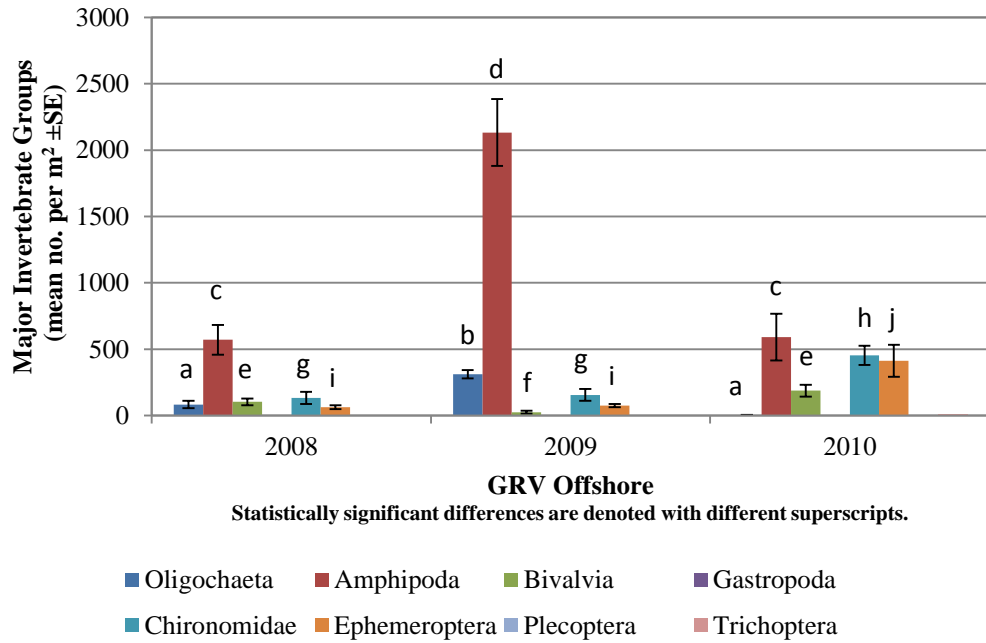 Major Invertebrate Groups
(mean no. per m² ±SE)
3000
2500
2000
1500
1000
500
0
a
c
e
g
i
b
d
f
g
i
a
c
e
h
j
2008
2009
2010
GRV Offshore
Statistically significant differences are denoted with different superscripts.
Oligochaeta Amphipoda Bivalvia Gastropoda
Chironomidae Ephemeroptera Plecoptera Trichoptera